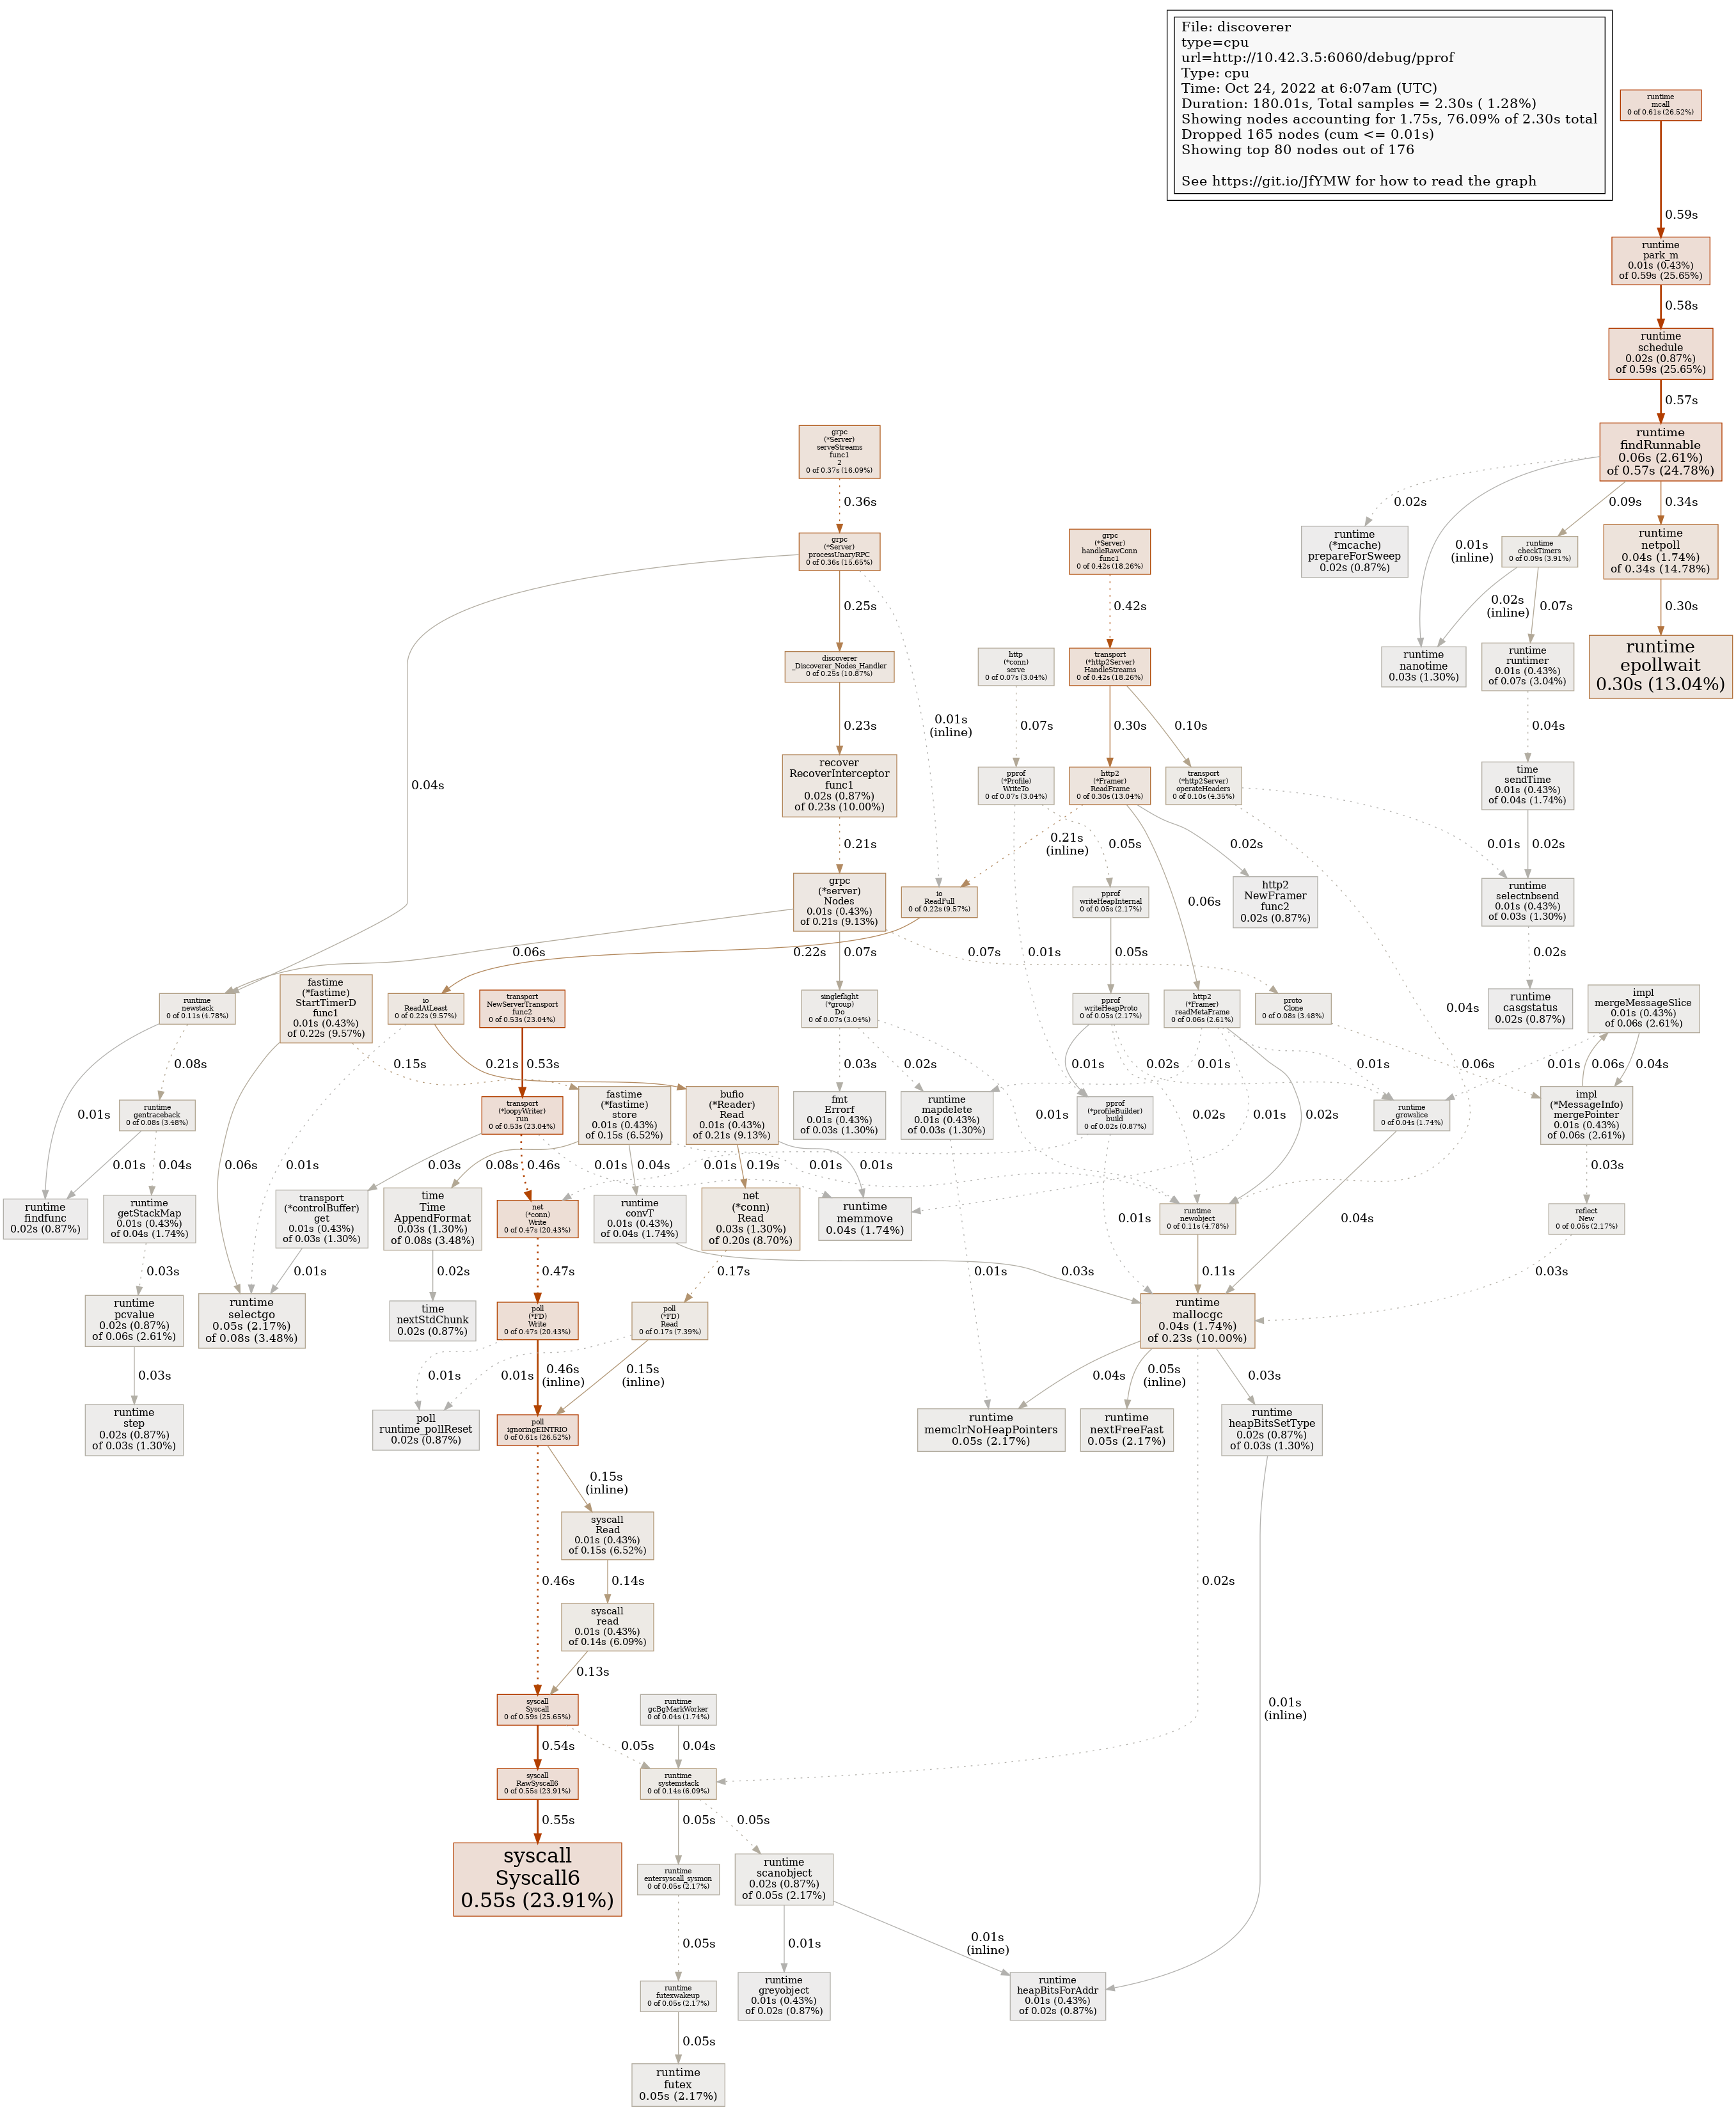 File: discoverer
type=cpu
url=http://10.42.3.5:6060/debug/pprof
Type: cpu
Time: Oct 24, 2022 at 6:07am (UTC)
Duration: 180.01s, Total samples = 2.30s ( 1.28%)
Showing nodes accounting for 1.75s, 76.09% of 2.30s total
Dropped 165 nodes (cum <= 0.01s)
Showing top 80 nodes out of 176
See https://git.io/JfYMW for how to read the graph
runtime
mcall
0 of 0.61s (26.52%)
0.59s
runtime
park_m
0.01s (0.43%)
of 0.59s (25.65%)
0.58s
runtime
schedule
0.02s (0.87%)
of 0.59s (25.65%)
0.57s
runtime
findRunnable
0.06s (2.61%)
of 0.57s (24.78%)
grpc
(*Server)
serveStreams
func1
2
0 of 0.37s (16.09%)
0.36s
0.02s
0.01s
(inline)
0.09s
0.34s
grpc
(*Server)
processUnaryRPC
0 of 0.36s (15.65%)
grpc
(*Server)
handleRawConn
func1
0 of 0.42s (18.26%)
runtime
(*mcache)
prepareForSweep
0.02s (0.87%)
runtime
checkTimers
0 of 0.09s (3.91%)
runtime
netpoll
0.04s (1.74%)
of 0.34s (14.78%)
0.25s
0.42s
0.02s
(inline)
0.07s
0.30s
discoverer
_Discoverer_Nodes_Handler
0 of 0.25s (10.87%)
http
(*conn)
serve
0 of 0.07s (3.04%)
transport
(*http2Server)
HandleStreams
0 of 0.42s (18.26%)
runtime
nanotime
0.03s (1.30%)
runtime
runtimer
0.01s (0.43%)
of 0.07s (3.04%)
runtime
epollwait
0.30s (13.04%)
0.04s
0.23s
0.01s
(inline)
0.07s
0.30s
0.10s
0.04s
recover
RecoverInterceptor
func1
0.02s (0.87%)
of 0.23s (10.00%)
pprof
(*Profile)
WriteTo
0 of 0.07s (3.04%)
http2
(*Framer)
ReadFrame
0 of 0.30s (13.04%)
transport
(*http2Server)
operateHeaders
0 of 0.10s (4.35%)
time
sendTime
0.01s (0.43%)
of 0.04s (1.74%)
0.21s
0.21s
(inline)
0.05s
0.02s
0.01s
0.02s
grpc
(*server)
Nodes
0.01s (0.43%)
of 0.21s (9.13%)
io
ReadFull
0 of 0.22s (9.57%)
pprof
writeHeapInternal
0 of 0.05s (2.17%)
0.06s
http2
NewFramer
func2
0.02s (0.87%)
runtime
selectnbsend
0.01s (0.43%)
of 0.03s (1.30%)
0.06s
0.22s
0.07s
0.07s
0.01s
0.05s
0.02s
runtime
newstack
0 of 0.11s (4.78%)
fastime
(*fastime)
StartTimerD
func1
0.01s (0.43%)
of 0.22s (9.57%)
io
ReadAtLeast
0 of 0.22s (9.57%)
transport
NewServerTransport
func2
0 of 0.53s (23.04%)
singleflight
(*group)
Do
0 of 0.07s (3.04%)
pprof
writeHeapProto
0 of 0.05s (2.17%)
http2
(*Framer)
readMetaFrame
0 of 0.06s (2.61%)
proto
Clone
0 of 0.08s (3.48%)
0.04s
runtime
casgstatus
0.02s (0.87%)
impl
mergeMessageSlice
0.01s (0.43%)
of 0.06s (2.61%)
0.08s
0.15s
0.21s
0.53s
0.03s
0.02s
0.01s
0.02s
0.01s
0.01s
0.06s
0.01s
0.06s
0.04s
0.01s
runtime
gentraceback
0 of 0.08s (3.48%)
0.06s
0.01s
transport
(*loopyWriter)
run
0 of 0.53s (23.04%)
fastime
(*fastime)
store
0.01s (0.43%)
of 0.15s (6.52%)
bufio
(*Reader)
Read
0.01s (0.43%)
of 0.21s (9.13%)
fmt
Errorf
0.01s (0.43%)
of 0.03s (1.30%)
runtime
mapdelete
0.01s (0.43%)
of 0.03s (1.30%)
0.01s
pprof
(*profileBuilder)
build
0 of 0.02s (0.87%)
0.02s
0.01s
0.02s
runtime
growslice
0 of 0.04s (1.74%)
impl
(*MessageInfo)
mergePointer
0.01s (0.43%)
of 0.06s (2.61%)
0.01s
0.04s
0.03s
0.46s
0.01s
0.08s
0.04s
0.01s
0.19s
0.01s
0.01s
0.03s
runtime
findfunc
0.02s (0.87%)
runtime
getStackMap
0.01s (0.43%)
of 0.04s (1.74%)
transport
(*controlBuffer)
get
0.01s (0.43%)
of 0.03s (1.30%)
time
Time
AppendFormat
0.03s (1.30%)
of 0.08s (3.48%)
net
(*conn)
Write
0 of 0.47s (20.43%)
runtime
convT
0.01s (0.43%)
of 0.04s (1.74%)
net
(*conn)
Read
0.03s (1.30%)
of 0.20s (8.70%)
runtime
memmove
0.04s (1.74%)
0.01s
runtime
newobject
0 of 0.11s (4.78%)
0.04s
reflect
New
0 of 0.05s (2.17%)
0.03s
0.01s
0.02s
0.47s
0.17s
0.01s
0.03s
0.11s
0.03s
runtime
pcvalue
0.02s (0.87%)
of 0.06s (2.61%)
runtime
selectgo
0.05s (2.17%)
of 0.08s (3.48%)
time
nextStdChunk
0.02s (0.87%)
poll
(*FD)
Write
0 of 0.47s (20.43%)
poll
(*FD)
Read
0 of 0.17s (7.39%)
runtime
mallocgc
0.04s (1.74%)
of 0.23s (10.00%)
0.03s
0.01s
0.01s
0.46s
(inline)
0.15s
(inline)
0.04s
0.05s
(inline)
0.03s
runtime
step
0.02s (0.87%)
of 0.03s (1.30%)
poll
runtime_pollReset
0.02s (0.87%)
poll
ignoringEINTRIO
0 of 0.61s (26.52%)
runtime
memclrNoHeapPointers
0.05s (2.17%)
runtime
nextFreeFast
0.05s (2.17%)
runtime
heapBitsSetType
0.02s (0.87%)
of 0.03s (1.30%)
0.15s
(inline)
syscall
Read
0.01s (0.43%)
of 0.15s (6.52%)
0.46s
0.14s
0.02s
syscall
read
0.01s (0.43%)
of 0.14s (6.09%)
0.13s
0.01s
(inline)
syscall
Syscall
0 of 0.59s (25.65%)
runtime
gcBgMarkWorker
0 of 0.04s (1.74%)
0.54s
0.05s
0.04s
syscall
RawSyscall6
0 of 0.55s (23.91%)
runtime
systemstack
0 of 0.14s (6.09%)
0.55s
0.05s
0.05s
syscall
Syscall6
0.55s (23.91%)
runtime
entersyscall_sysmon
0 of 0.05s (2.17%)
runtime
scanobject
0.02s (0.87%)
of 0.05s (2.17%)
0.05s
0.01s
0.01s
(inline)
runtime
futexwakeup
0 of 0.05s (2.17%)
runtime
greyobject
0.01s (0.43%)
of 0.02s (0.87%)
runtime
heapBitsForAddr
0.01s (0.43%)
of 0.02s (0.87%)
0.05s
runtime
futex
0.05s (2.17%)